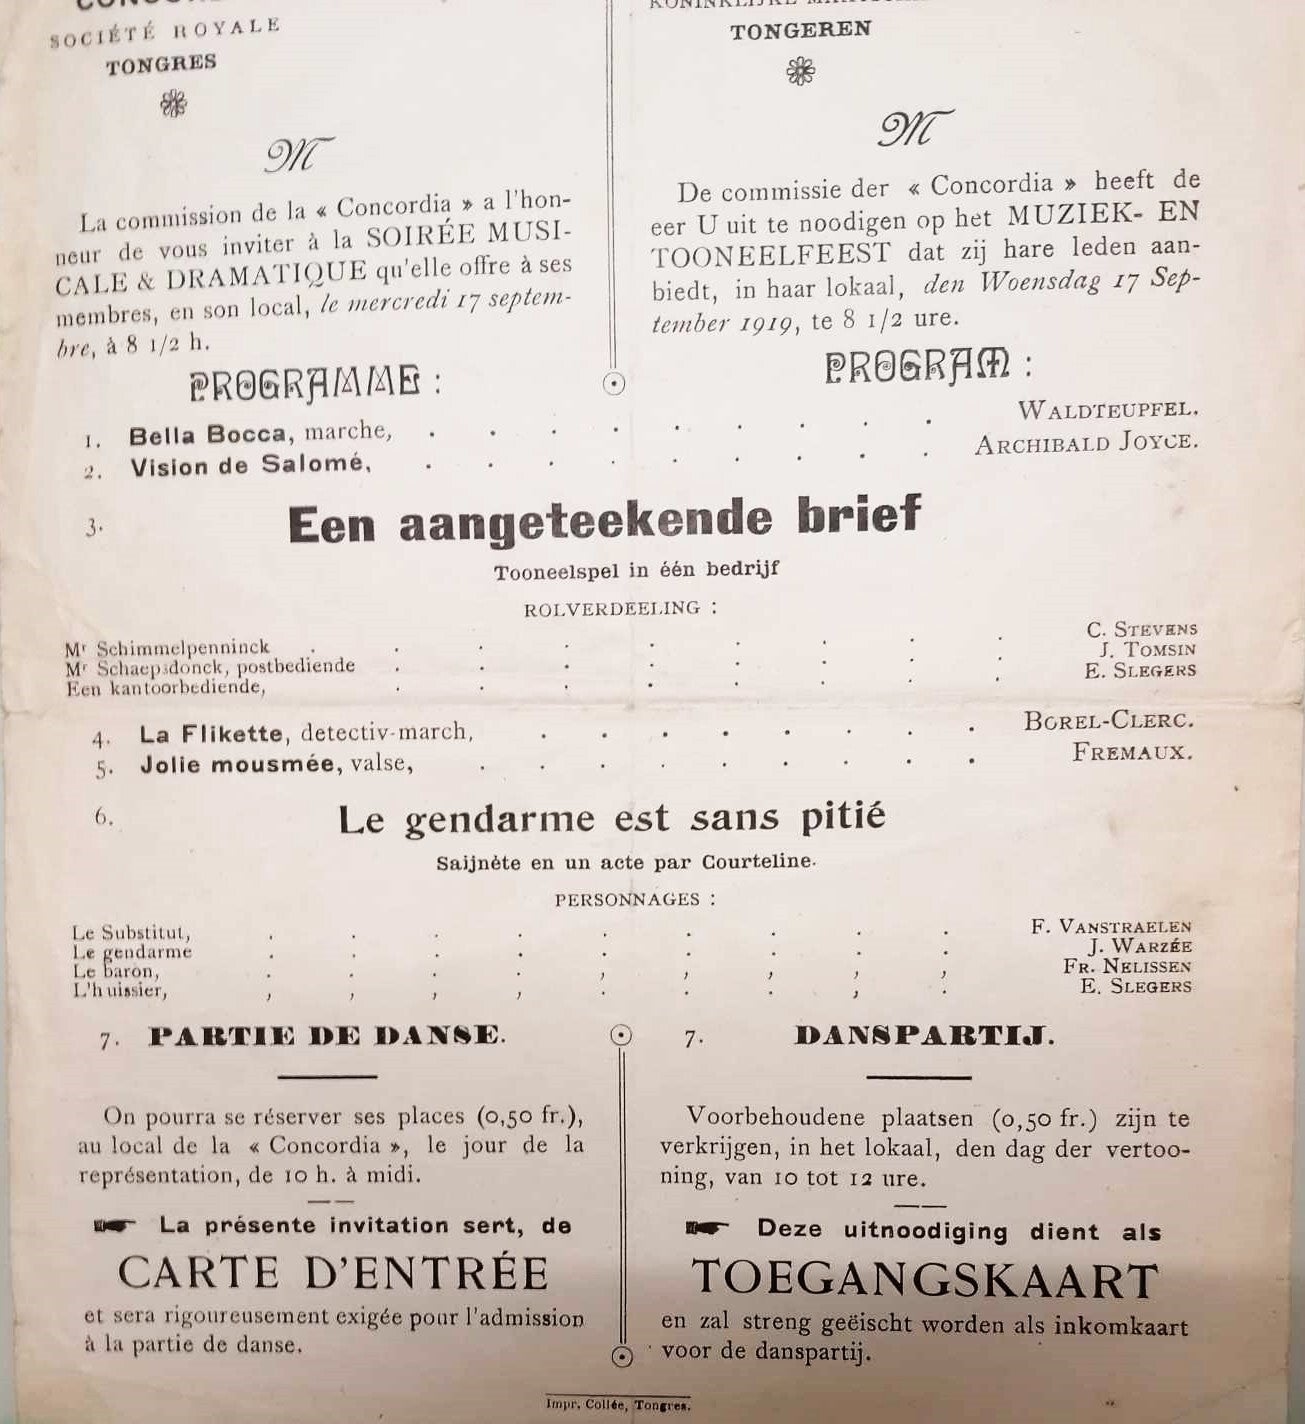 SOCIÉTÉ ROYALE
TONGRES
M
La commission de la « Concordia » a l'hon-
neur de vous inviter à la SOIRÉE MUSI-
CALE & DRAMATIQUE qu'elle offre à ses
membres, en son local, le mercredi 17 septem-
bre, à 8 1/2 h.
PROGRAMME :
TONGEREN
M
De commissie der « Concordia » heeft de
eer U uit te noodigen op het MUZIEK- EN
TOONEELFEEST dat zij hare leden aan-
biedt, in haar lokaal, den Woensdag 17 Sep-
tember 1919, te 8 1/2 ure.
PROGRAM :
1. Bella Bocca, marche, . . . . . . . . . WALDTEUPFEL.
2. Vision de Salomé, . . . . . . . . . ARCHIBALD JOYCE.
3. Een aangeteekende brief
Tooneelspel in één bedrijf
ROLVERDEELING :
Mr Schimmelpenninck . . . . . . . . . C. STEVENS
Mr Schaepsdonck, postbediende . . . . . . . . J. TOMSIN
Een kantoorbediende, . . . . . . . . E. SLEGERS
4. La Flikette, detectiv-march, . . . . . . . . BOREL-CLERC.
5. Jolie mousmée, valse, . . . . . . . . . FREMAUX.
6. Le gendarme est sans pitié
Saijnète en un acte par Courteline.
PERSONNAGES :
Le Substitut, . . . . . . . . . F. VANSTRAELEN
Le gendarme . . . . . . . . . J. WARZÉE
Le baron, . . . . , , , , , FR. NELISSEN
L'huissier, , , , , . . . , . E. SLEGERS
7. PARTIE DE DANSE.
On pourra se réserver ses places (0,50 fr.),
au local de la « Concordia », le jour de la
représentation, de 10 h. à midi.
La présente invitation sert, de
CARTE D'ENTRÉE
et sera rigoureusement exigée pour l'admission
à la partie de danse.
7. DANSPARTIJ.
Voorbehoudene plaatsen (0,50 fr.) zijn te
verkrijgen, in het lokaal, den dag der vertoo-
ning, van 10 tot 12 ure.
Deze uitnoodiging dient als
TOEGANGSKAART
en zal streng geëischt worden als inkomkaart
voor de danspartij.
Impr. Collée, Tongres.